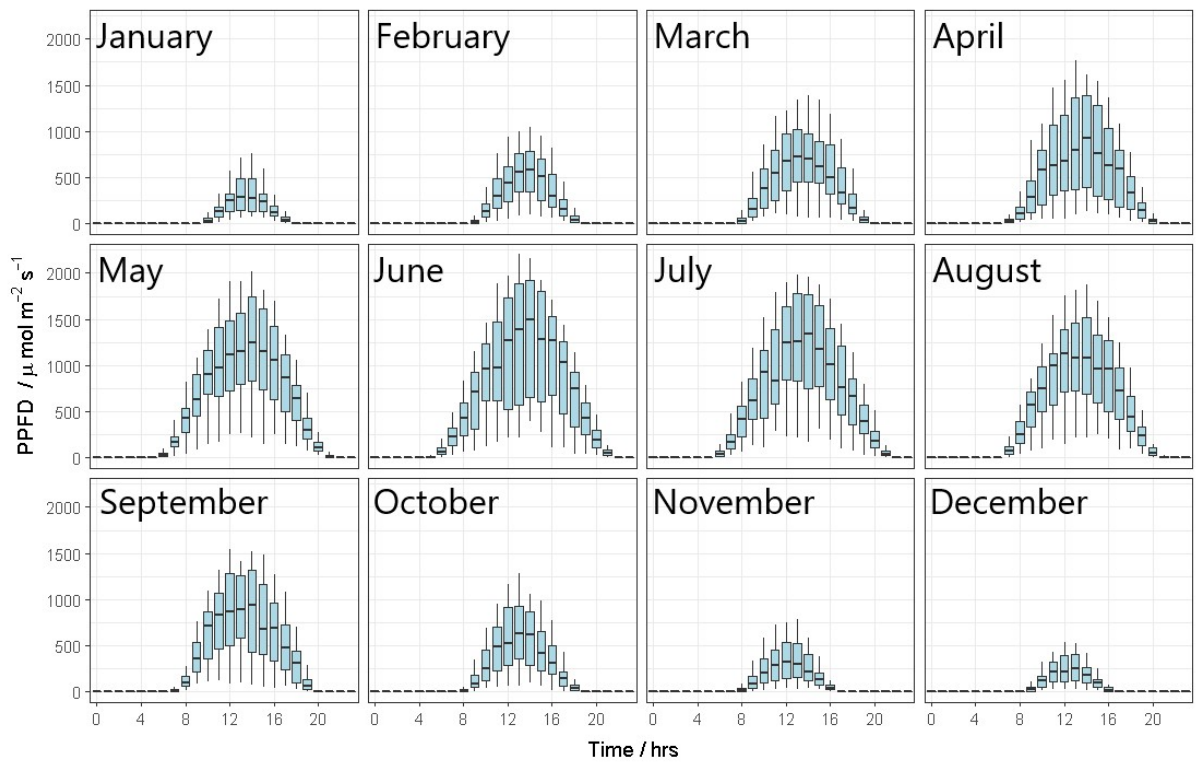 January February March April
2000
1500
1000
500
0
May June July August
2000
1500
1000
500
0
PPFD / μ mol m⁻² s⁻¹
September October November December
2000
1500
1000
500
0
0 4 8 12 16 20 0 4 8 12 16 20 0 4 8 12 16 20 0 4 8 12 16 20
Time / hrs